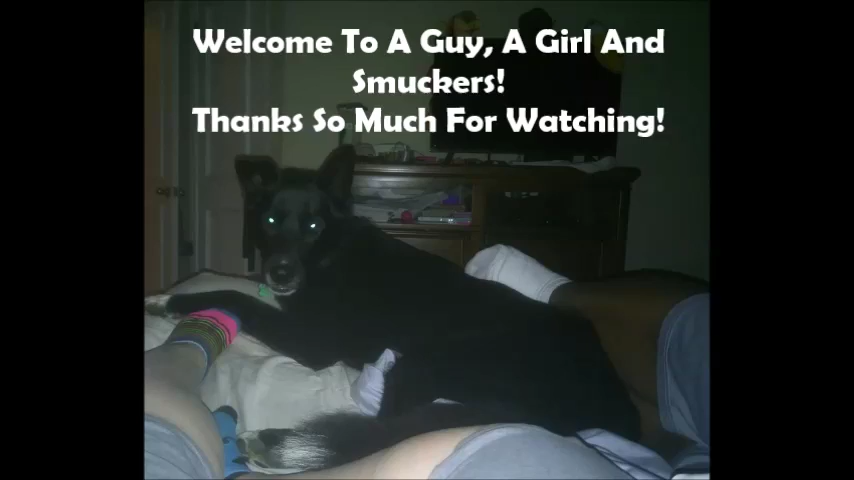 Welcome To A Guy, A Girl And
Smuckers!
Thanks So Much For Watching!